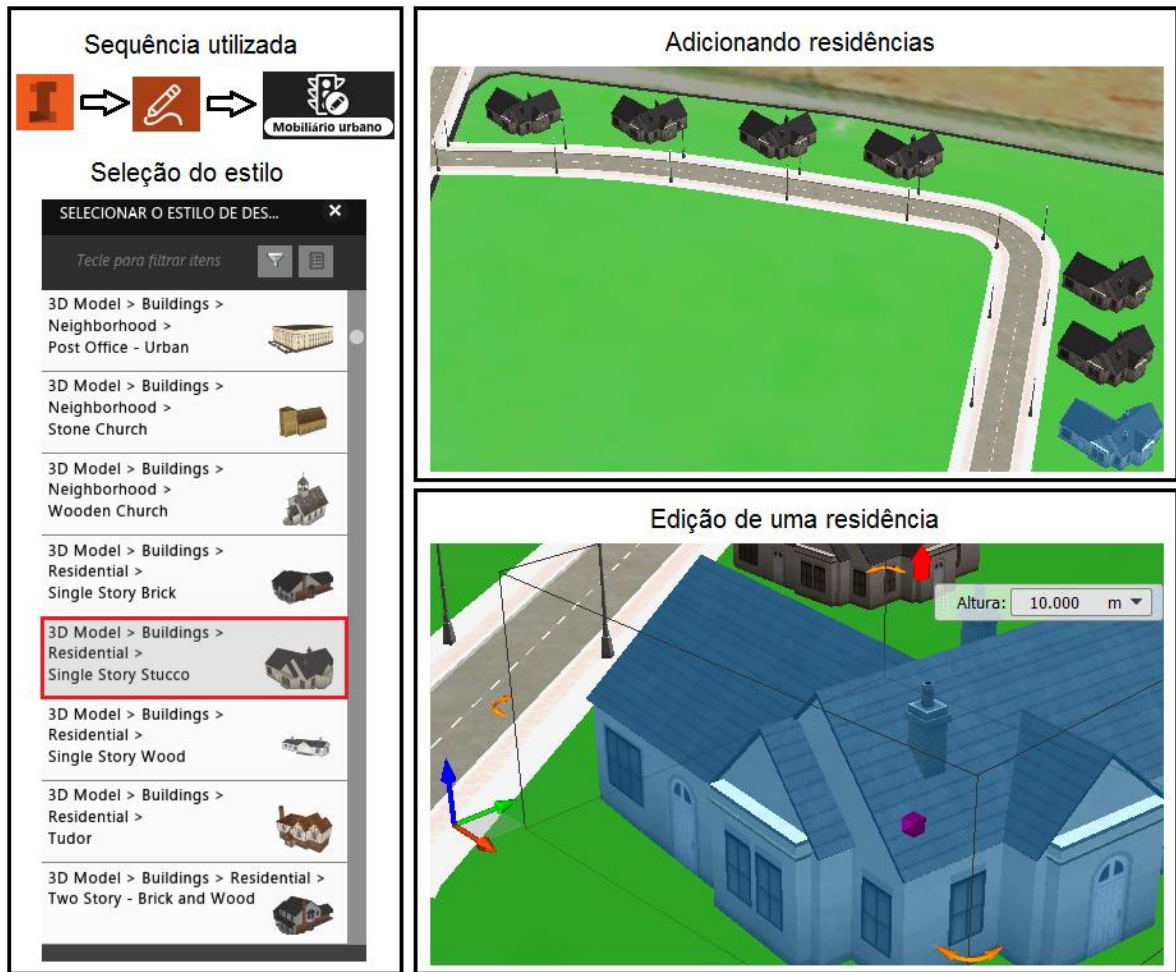 Sequência utilizada
Mobiliário urbano
Seleção do estilo
SELECIONAR O ESTILO DE DES...
Tecle para filtrar itens
3D Model > Buildings >
Neighborhood >
Post Office - Urban
3D Model > Buildings >
Neighborhood >
Stone Church
3D Model > Buildings >
Neighborhood >
Wooden Church
3D Model > Buildings >
Residential >
Single Story Brick
3D Model > Buildings >
Residential >
Single Story Stucco
3D Model > Buildings >
Residential >
Single Story Wood
3D Model > Buildings >
Residential >
Tudor
3D Model > Buildings > Residential >
Two Story - Brick and Wood
Adicionando residências
Edição de uma residência
Altura: 10.000 m